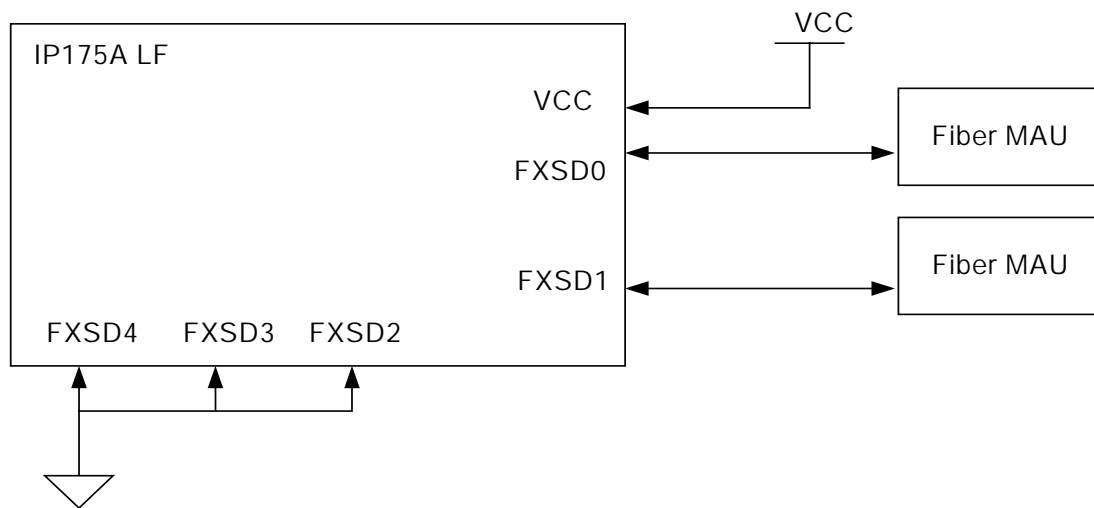 VCC
IP175A LF
VCC
Fiber MAU
FXSD0
Fiber MAU
FXSD1
FXSD4 FXSD3 FXSD2